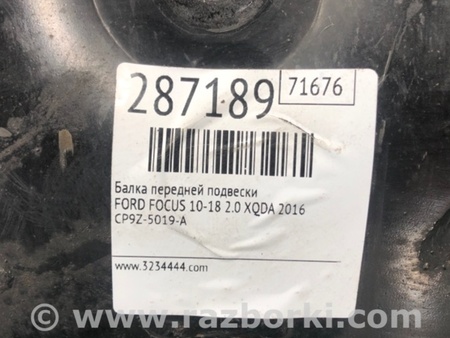 287189
71676
Балка передней подвески
FORD FOCUS 10-18 2.0 XQDA 2016
CP9Z-5019-A
www.3234444.com
© www.razborki.com